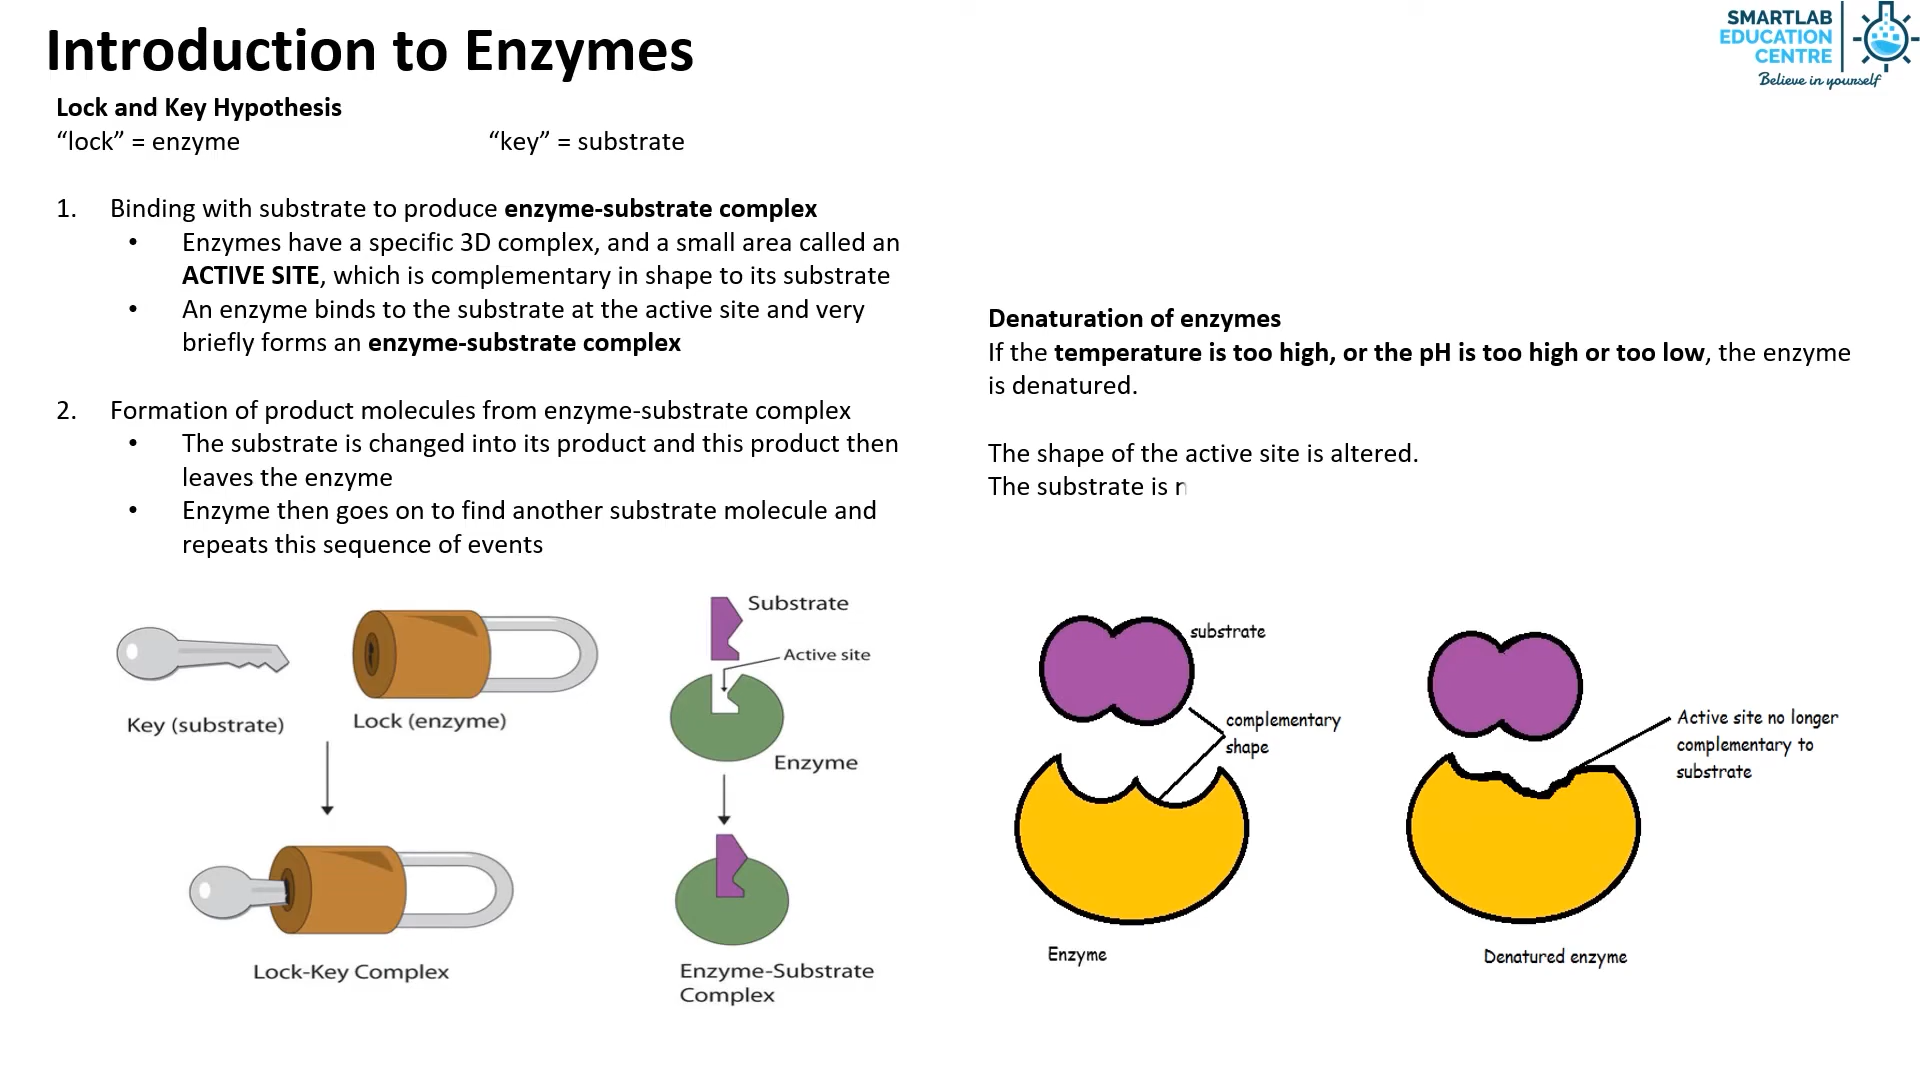 Introduction to Enzymes
SMARTLAB
EDUCATION
CENTRE
Believe in yourself
Lock and Key Hypothesis
“lock” = enzyme
“key” = substrate
1. Binding with substrate to produce enzyme-substrate complex
• Enzymes have a specific 3D complex, and a small area called an
ACTIVE SITE, which is complementary in shape to its substrate
• An enzyme binds to the substrate at the active site and very
briefly forms an enzyme-substrate complex
2. Formation of product molecules from enzyme-substrate complex
• The substrate is changed into its product and this product then
leaves the enzyme
• Enzyme then goes on to find another substrate molecule and
repeats this sequence of events
Denaturation of enzymes
If the temperature is too high, or the pH is too high or too low, the enzyme
is denatured.
The shape of the active site is altered.
The substrate is
Key (substrate)
Lock (enzyme)
Lock-Key Complex
Substrate
Active site
Enzyme
Enzyme-Substrate
Complex
substrate
complementary
shape
Enzyme
Active site no longer
complementary to
substrate
Denatured enzyme